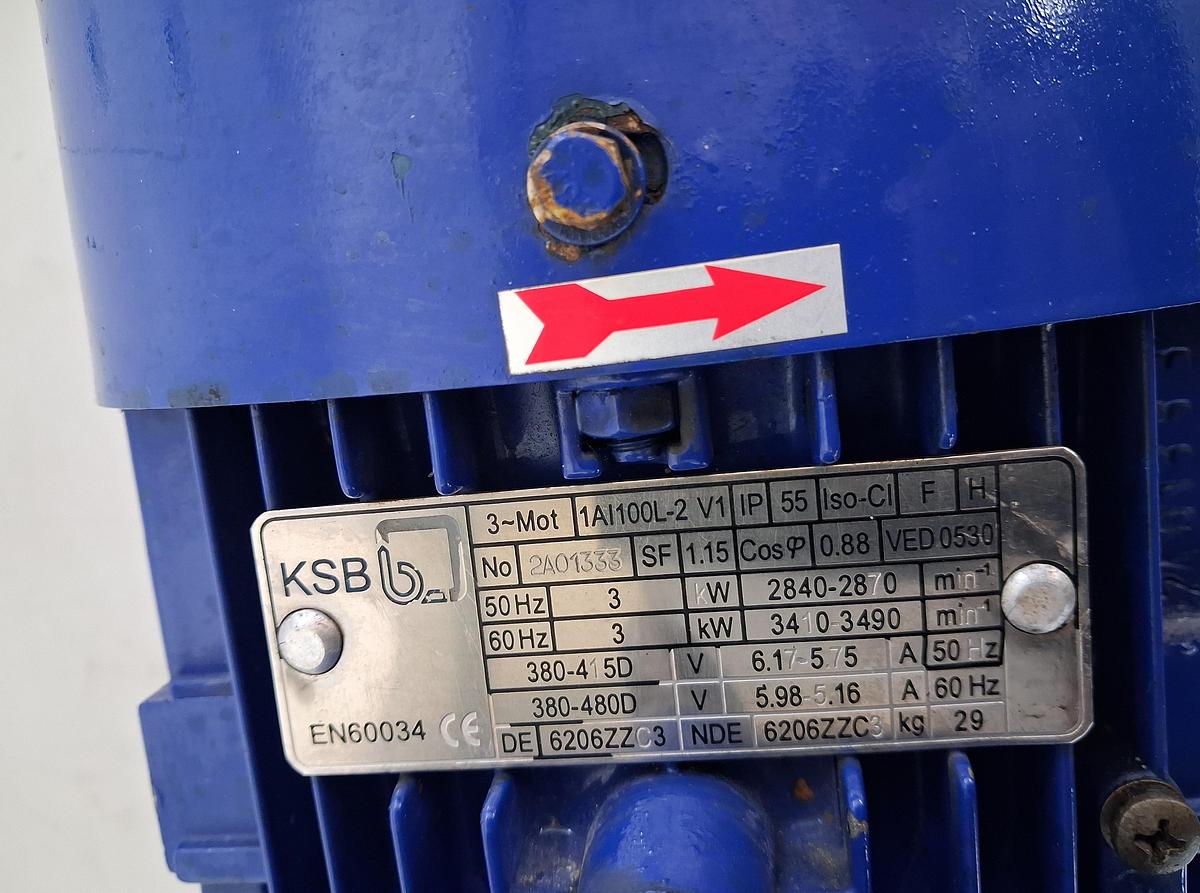 KSB
3~Mot 1AI100L-2 V1 IP 55 Iso-Cl F H
No 2A01333 SF 1.15 Cosφ 0.88 VED 0530
50 Hz 3 kW 2840-2870 min⁻¹
60 Hz 3 kW 3410-3490 min⁻¹
380-415D V 6.17-5.75 A 50 Hz
380-480D V 5.98-5.16 A 60 Hz
DE 6206ZZC3 NDE 6206ZZC3 kg 29
EN60034 CE